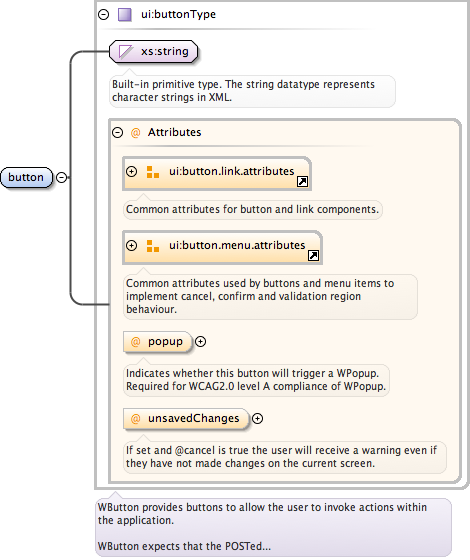 ui:buttonType
xs:string
Built-in primitive type. The string datatype represents
character strings in XML.
@ Attributes
ui:button.link.attributes
Common attributes for button and link components.
button
ui:button.menu.attributes
Common attributes used by buttons and menu items to
implement cancel, confirm and validation region
behaviour.
@ popup
Indicates whether this button will trigger a WPopup.
Required for WCAG2.0 level A compliance of WPopup.
@ unsavedChanges
If set and @cancel is true the user will receive a warning even if
they have not made changes on the current screen.
WButton provides buttons to allow the user to invoke actions within
the application.
WButton expects that the POSTed...